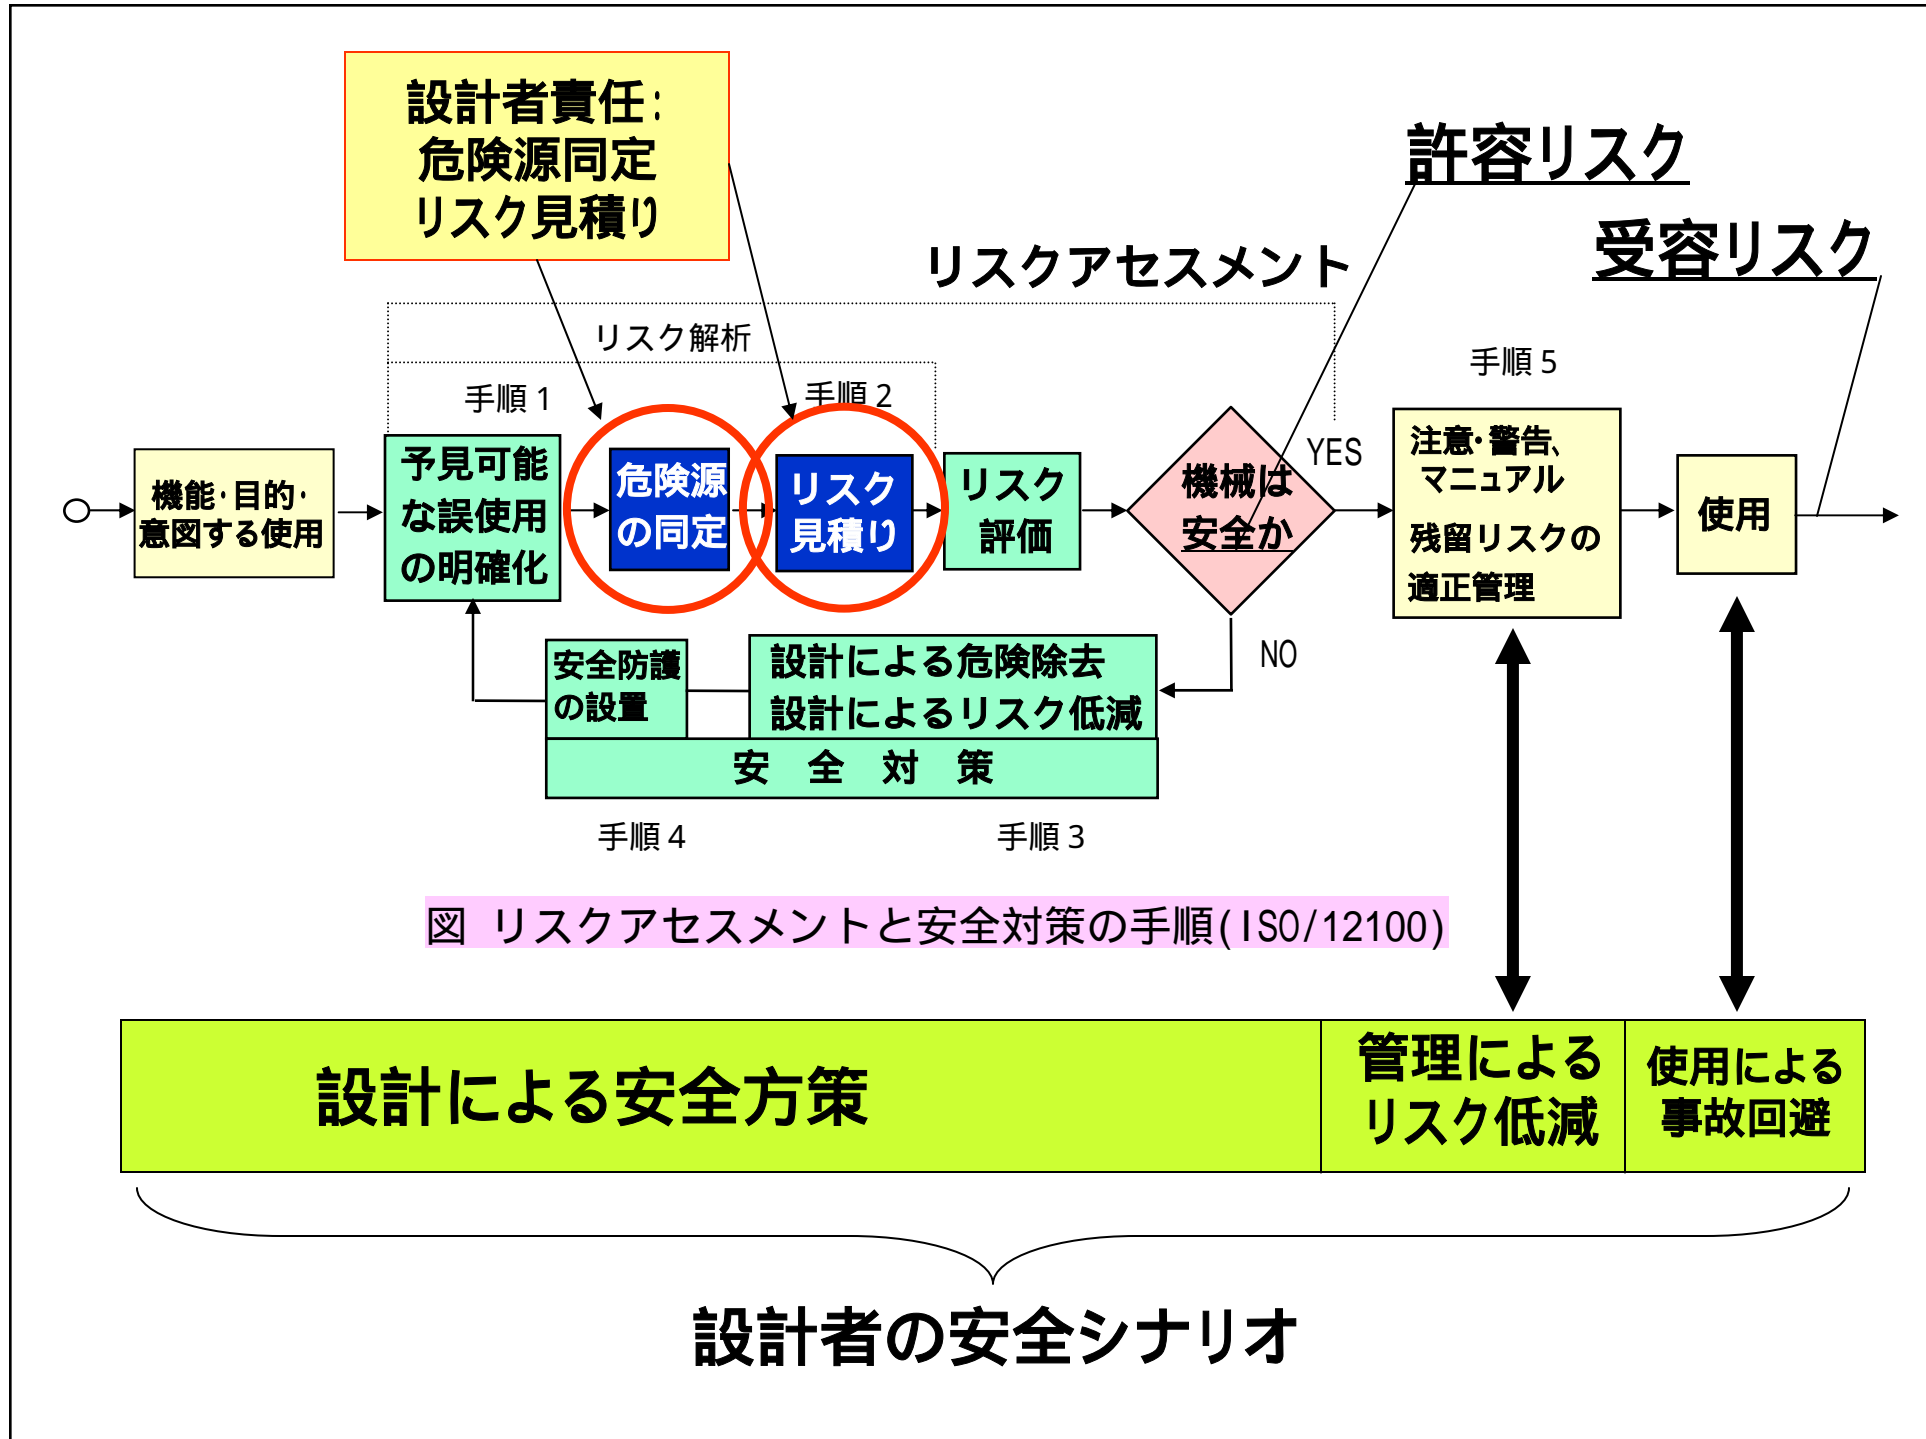 設計者責任:
危険源同定
リスク見積り
許容リスク
受容リスク
リスクアセスメント
リスク解析
手順1
手順2
手順5
機能・目的・
意図する使用
予見可能
な誤使用
の明確化
危険源
の同定
リスク
見積り
リスク
評価
機械は
安全か
YES
NO
注意・警告、
マニュアル
残留リスクの
適正管理
使用
安全防護
の設置
設計による危険除去
設計によるリスク低減
安 全 対 策
手順4
手順3
図 リスクアセスメントと安全対策の手順(ISO/12100)
設計による安全方策
管理による
リスク低減
使用による
事故回避
設計者の安全シナリオ